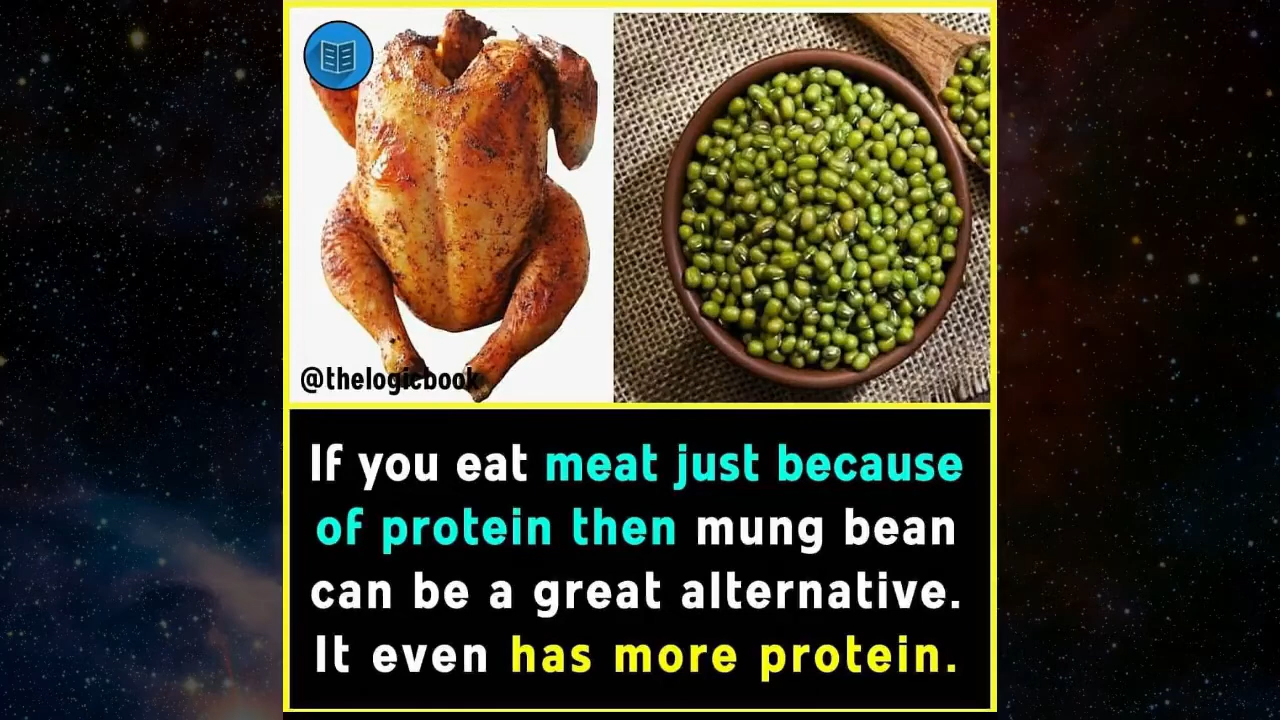 @thelogicbook
If you eat meat just because
of protein then mung bean
can be a great alternative.
It even has more protein.